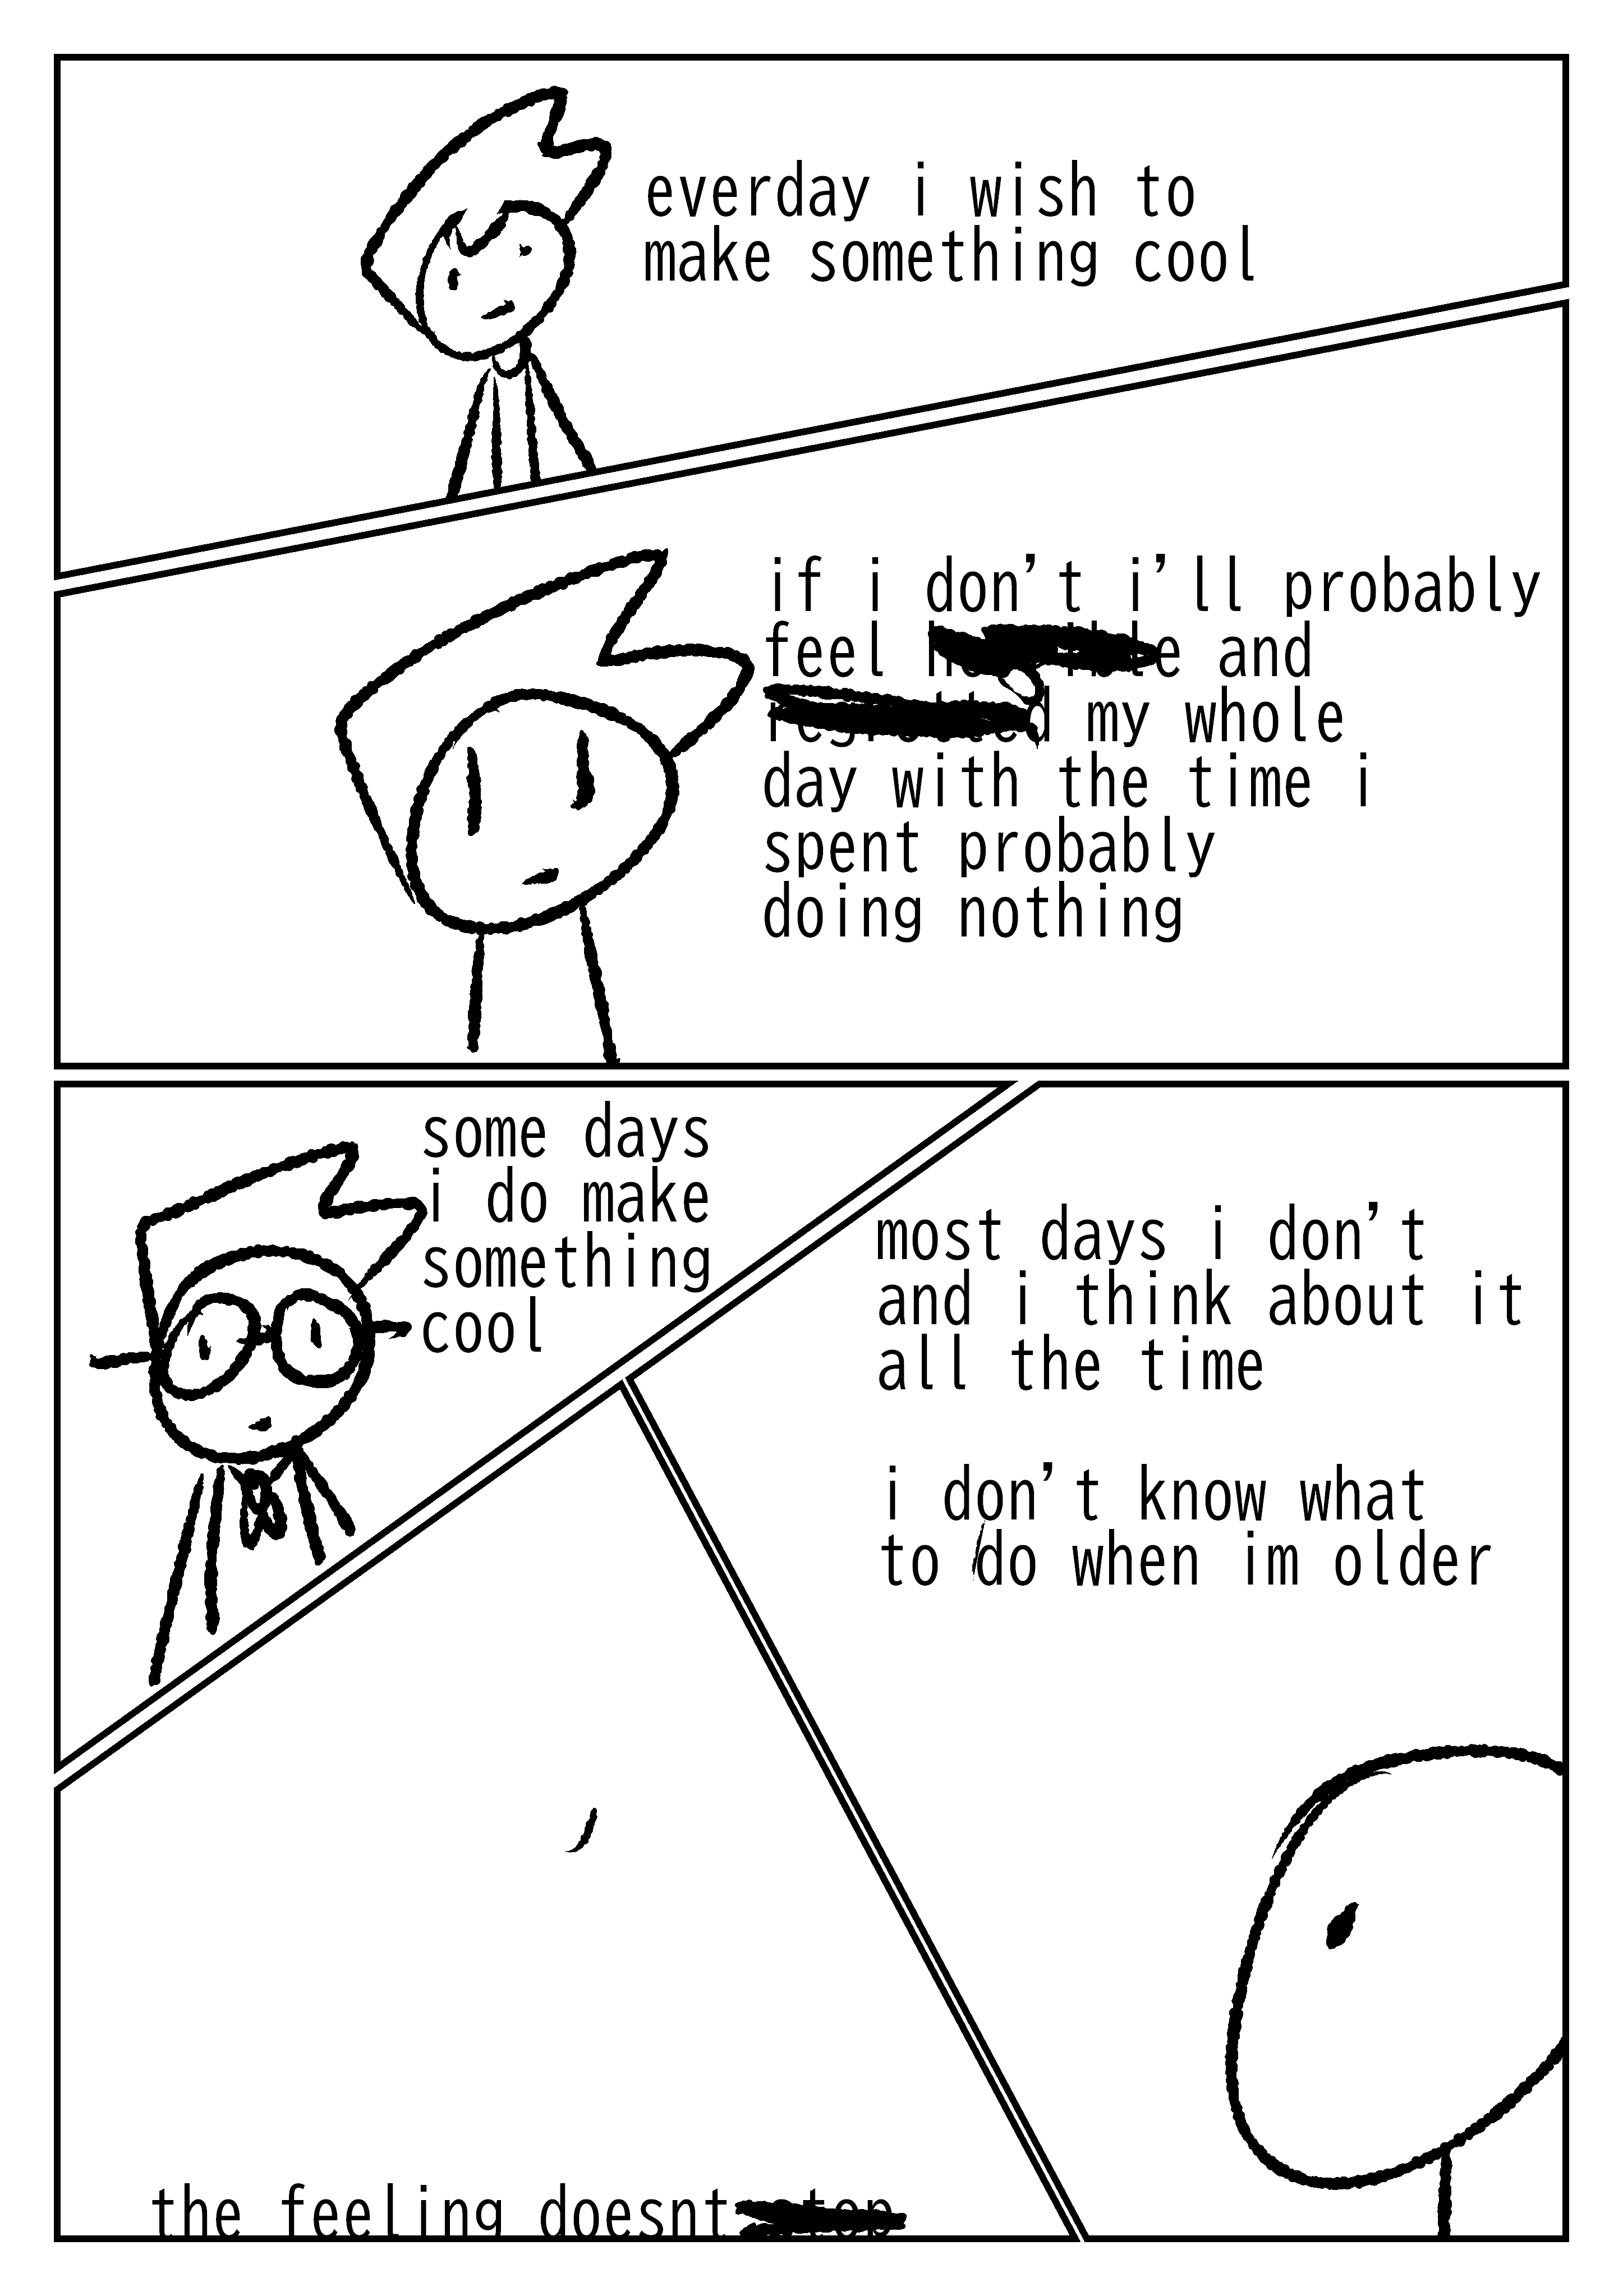 everday i wish to
make something cool
if i don't i'll probably
feel and
my whole
day with the time i
spent probably
doing nothing
some days
i do make
something
cool
most days i don't
and i think about it
all the time
i don't know what
to do when im older
the feeling doesnt